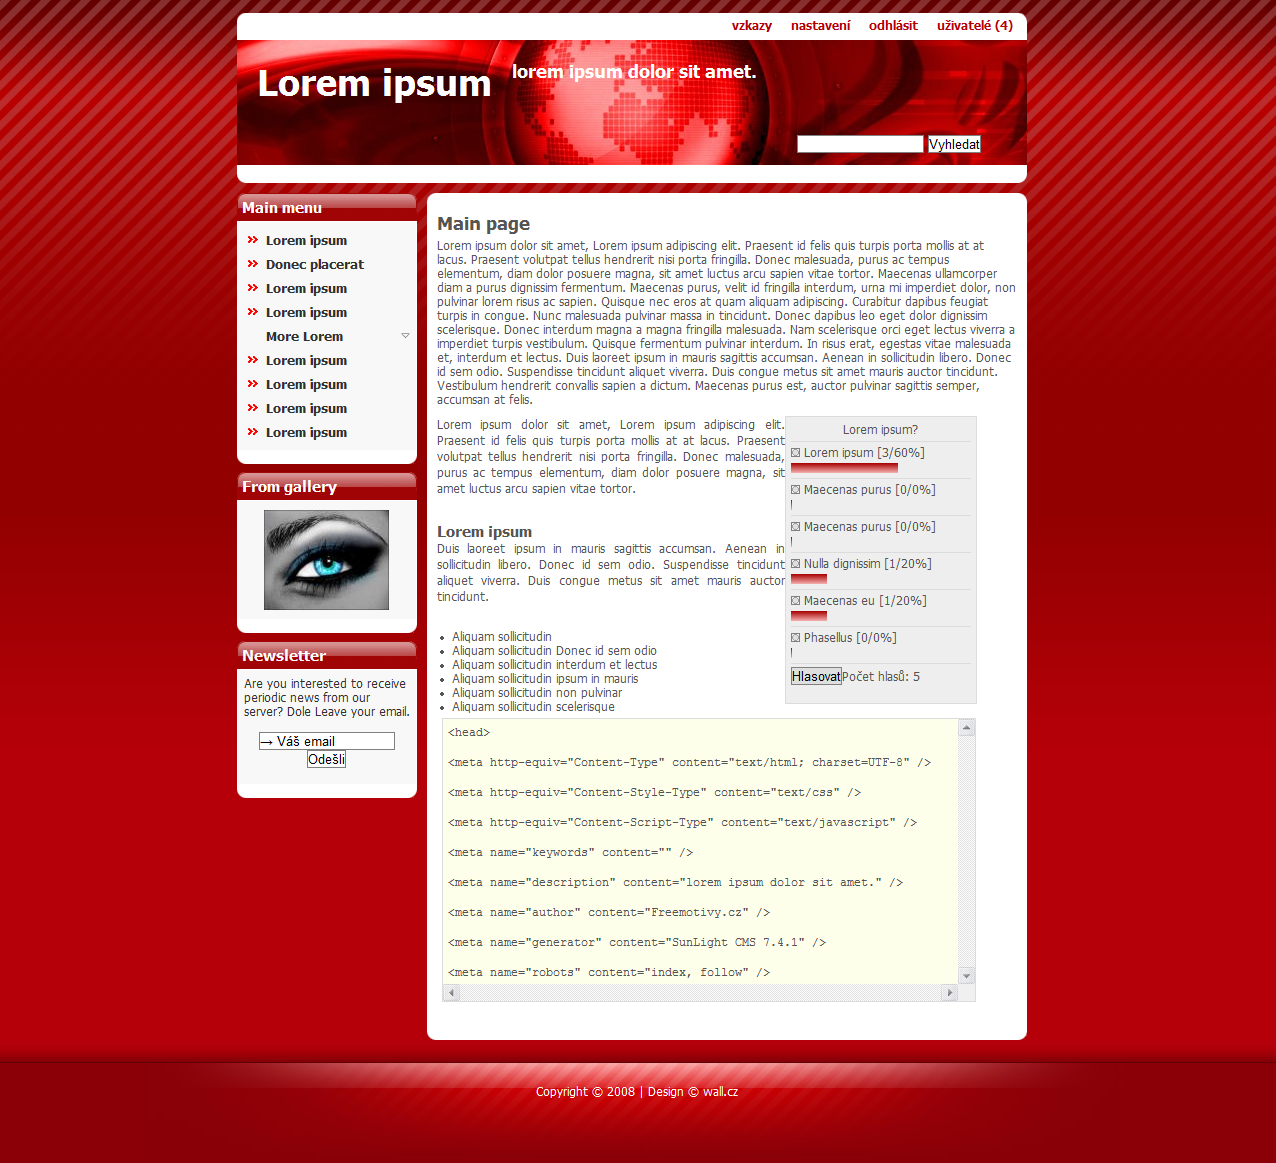 vzkazy nastavení odhlásit uživatelé (4)
Lorem ipsum
lorem ipsum dolor sit amet.
Vyhledat
Main menu
Lorem ipsum
Donec placerat
Lorem ipsum
Lorem ipsum
More Lorem
Lorem ipsum
Lorem ipsum
Lorem ipsum
Lorem ipsum
From gallery
Newsletter
Are you interested to receive
periodic news from our
server? Dole Leave your email.
→ Váš email
Odešli
Main page
Lorem ipsum dolor sit amet, Lorem ipsum adipiscing elit. Praesent id felis quis turpis porta mollis at at
lacus. Praesent volutpat tellus hendrerit nisi porta fringilla. Donec malesuada, purus ac tempus
elementum, diam dolor posuere magna, sit amet luctus arcu sapien vitae tortor. Maecenas ullamcorper
diam a purus dignissim fermentum. Maecenas purus, velit id fringilla interdum, urna mi imperdiet dolor, non
pulvinar lorem risus ac sapien. Quisque nec eros at quam aliquam adipiscing. Curabitur dapibus feugiat
turpis in congue. Nunc malesuada pulvinar massa in tincidunt. Donec dapibus leo eget dolor dignissim
scelerisque. Donec interdum magna a magna fringilla malesuada. Nam scelerisque orci eget lectus viverra a
imperdiet turpis vestibulum. Quisque fermentum pulvinar interdum. In risus erat, egestas vitae malesuada
et, interdum et lectus. Duis laoreet ipsum in mauris sagittis accumsan. Aenean in sollicitudin libero. Donec
id sem odio. Suspendisse tincidunt aliquet viverra. Duis congue metus sit amet mauris auctor tincidunt.
Vestibulum hendrerit convallis sapien a dictum. Maecenas purus est, auctor pulvinar sagittis semper,
accumsan at felis.
Lorem ipsum dolor sit amet, Lorem ipsum adipiscing elit.
Praesent id felis quis turpis porta mollis at at lacus. Praesent
volutpat tellus hendrerit nisi porta fringilla. Donec malesuada,
purus ac tempus elementum, diam dolor posuere magna, sit
amet luctus arcu sapien vitae tortor.
Lorem ipsum
Duis laoreet ipsum in mauris sagittis accumsan. Aenean in
sollicitudin libero. Donec id sem odio. Suspendisse tincidunt
aliquet viverra. Duis congue metus sit amet mauris auctor
tincidunt.
Aliquam sollicitudin
Aliquam sollicitudin Donec id sem odio
Aliquam sollicitudin interdum et lectus
Aliquam sollicitudin ipsum in mauris
Aliquam sollicitudin non pulvinar
Aliquam sollicitudin scelerisque
Lorem ipsum?
Lorem ipsum [3/60%]
Maecenas purus [0/0%]
Maecenas purus [0/0%]
Nulla dignissim [1/20%]
Maecenas eu [1/20%]
Phasellus [0/0%]
Hlasovat Počet hlasů: 5
<head>
<meta http-equiv="Content-Type" content="text/html; charset=UTF-8" />
<meta http-equiv="Content-Style-Type" content="text/css" />
<meta http-equiv="Content-Script-Type" content="text/javascript" />
<meta name="keywords" content="" />
<meta name="description" content="lorem ipsum dolor sit amet." />
<meta name="author" content="Freemotivy.cz" />
<meta name="generator" content="SunLight CMS 7.4.1" />
<meta name="robots" content="index, follow" />
Copyright © 2008 | Design © wall.cz